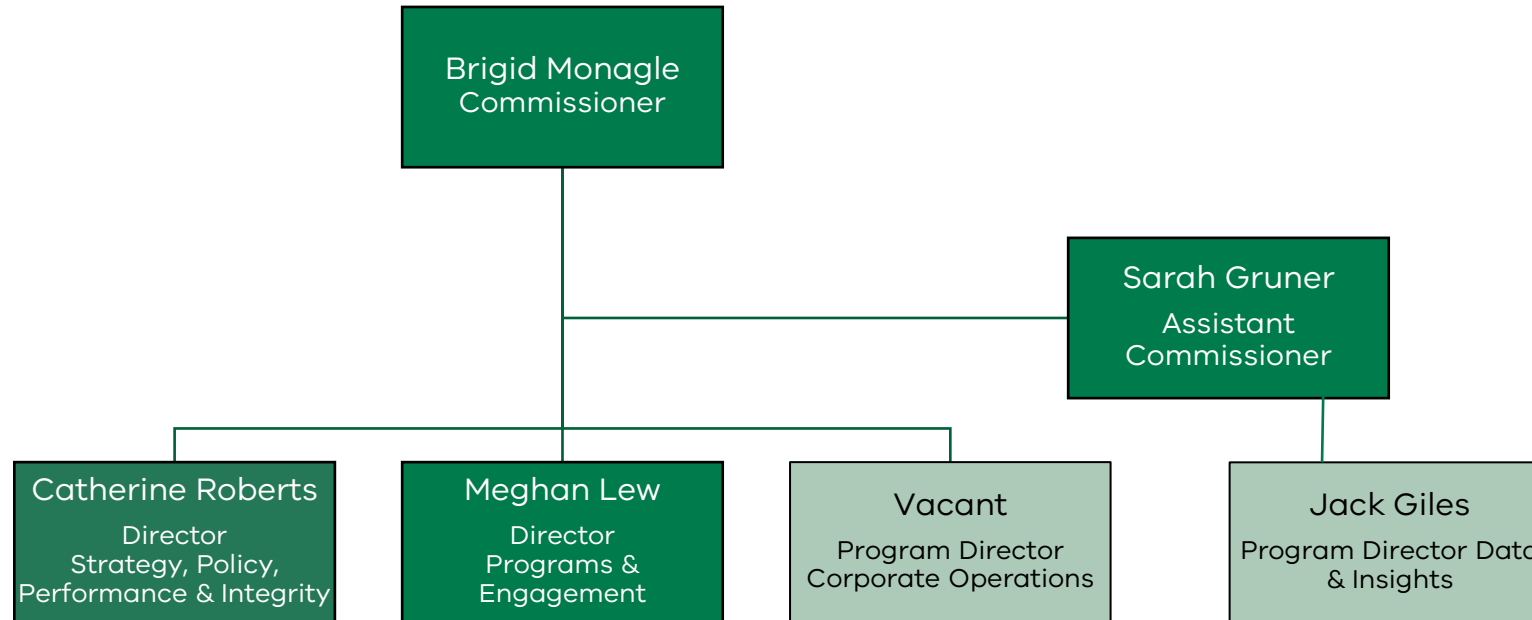 Brigid Monagle
Commissioner
Sarah Gruner
Assistant
Commissioner
Catherine Roberts
Director
Strategy, Policy,
Performance & Integrity
Meghan Lew
Director
Programs &
Engagement
Vacant
Program Director
Corporate Operations
Jack Giles
Program Director Data
& Insights